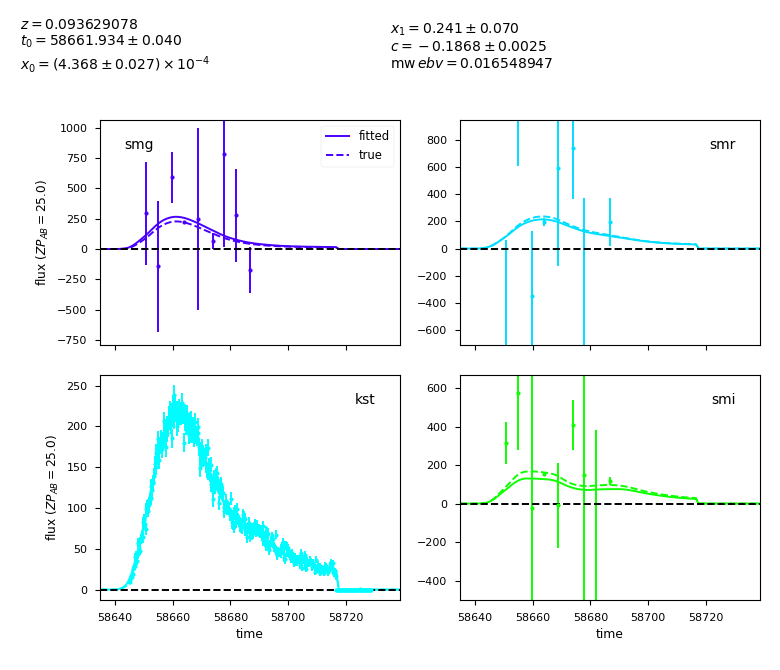 z = 0.093629078
t₀ = 58661.934 ± 0.040
x₀ = (4.368 ± 0.027) × 10⁻⁴
x₁ = 0.241 ± 0.070
c = −0.1868 ± 0.0025
mw ebv = 0.016548947
smg
fitted
true
1000
750
500
250
0
−250
−500
−750
flux (ZP_AB = 25.0)
smr
800
600
400
200
0
−200
−400
−600
kst
250
200
150
100
50
0
flux (ZP_AB = 25.0)
58640 58660 58680 58700 58720
time
smi
600
400
200
0
−200
−400
58640 58660 58680 58700 58720
time